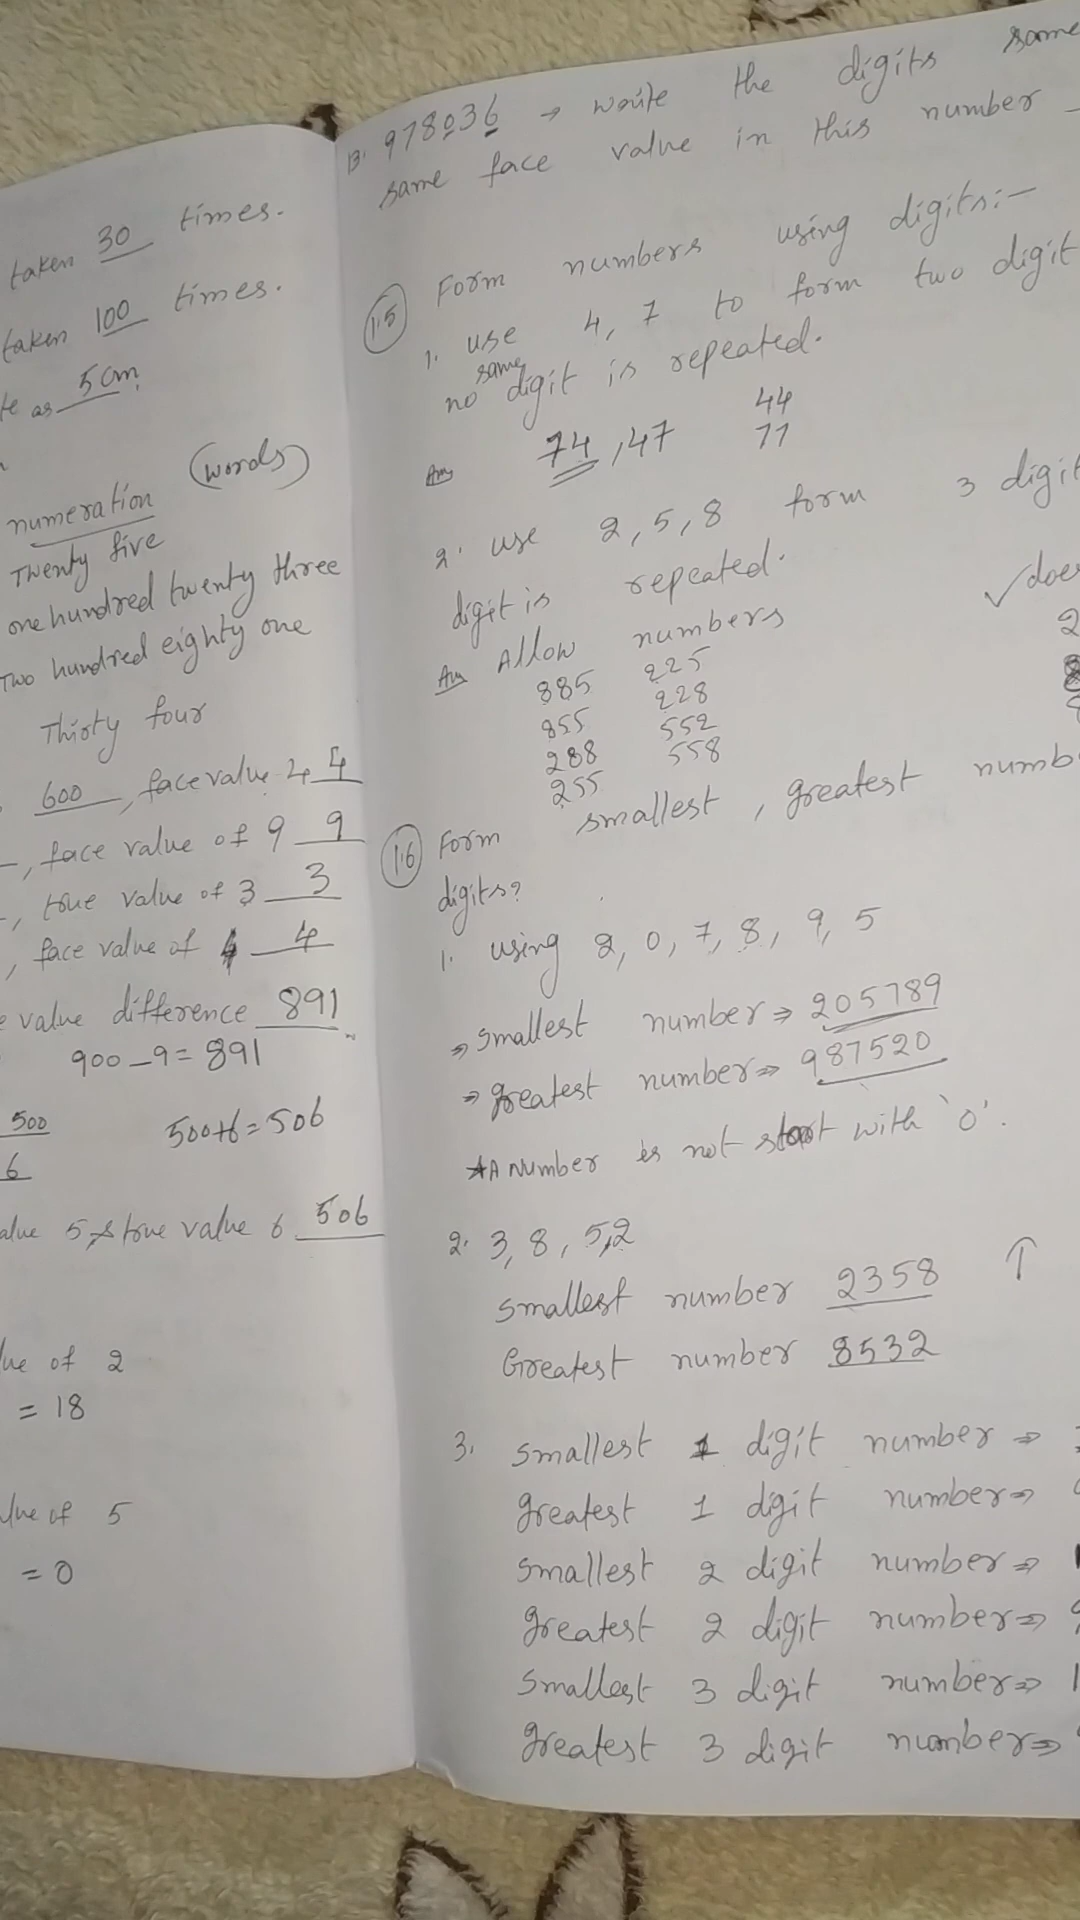 taken 30 times.
taken 100 times.
as 5cm.
(words)
numeration
Twenty five
one hundred twenty three
Two hundred eighty one
Thirty four
600, face value 4 4
, face value of 9 9
, true value of 3 3
, face value of 4 4
value difference 891
900-9=891
500
6
500+6=506
5 & true value 6 506
of 2
=18
of 5
=0
13. 978036 → write the digits same
same face value in this number
1.5 Form numbers using digits:-
1. use 4, 7 to form two digit
no same digit is repeated.
Ans 74, 47 44
77
2. use 2, 5, 8 form 3 digit
digit is repeated.
Ans Allow numbers ✓ does
885 225
855 228
288 552
255 558
1.6 Form smallest, greatest numb
digits?
1. using 2, 0, 7, 8, 9, 5
⇒ smallest number ⇒ 205789
⇒ greatest number ⇒ 987520
*A Number is not start with '0'.
2. 3, 8, 5,2
smallest number 2358 ↑
Greatest number 8532
3. smallest 1 digit number ⇒
greatest 1 digit number ⇒
smallest 2 digit number ⇒
greatest 2 digit number ⇒
smallest 3 digit number ⇒ 1
greatest 3 digit number ⇒